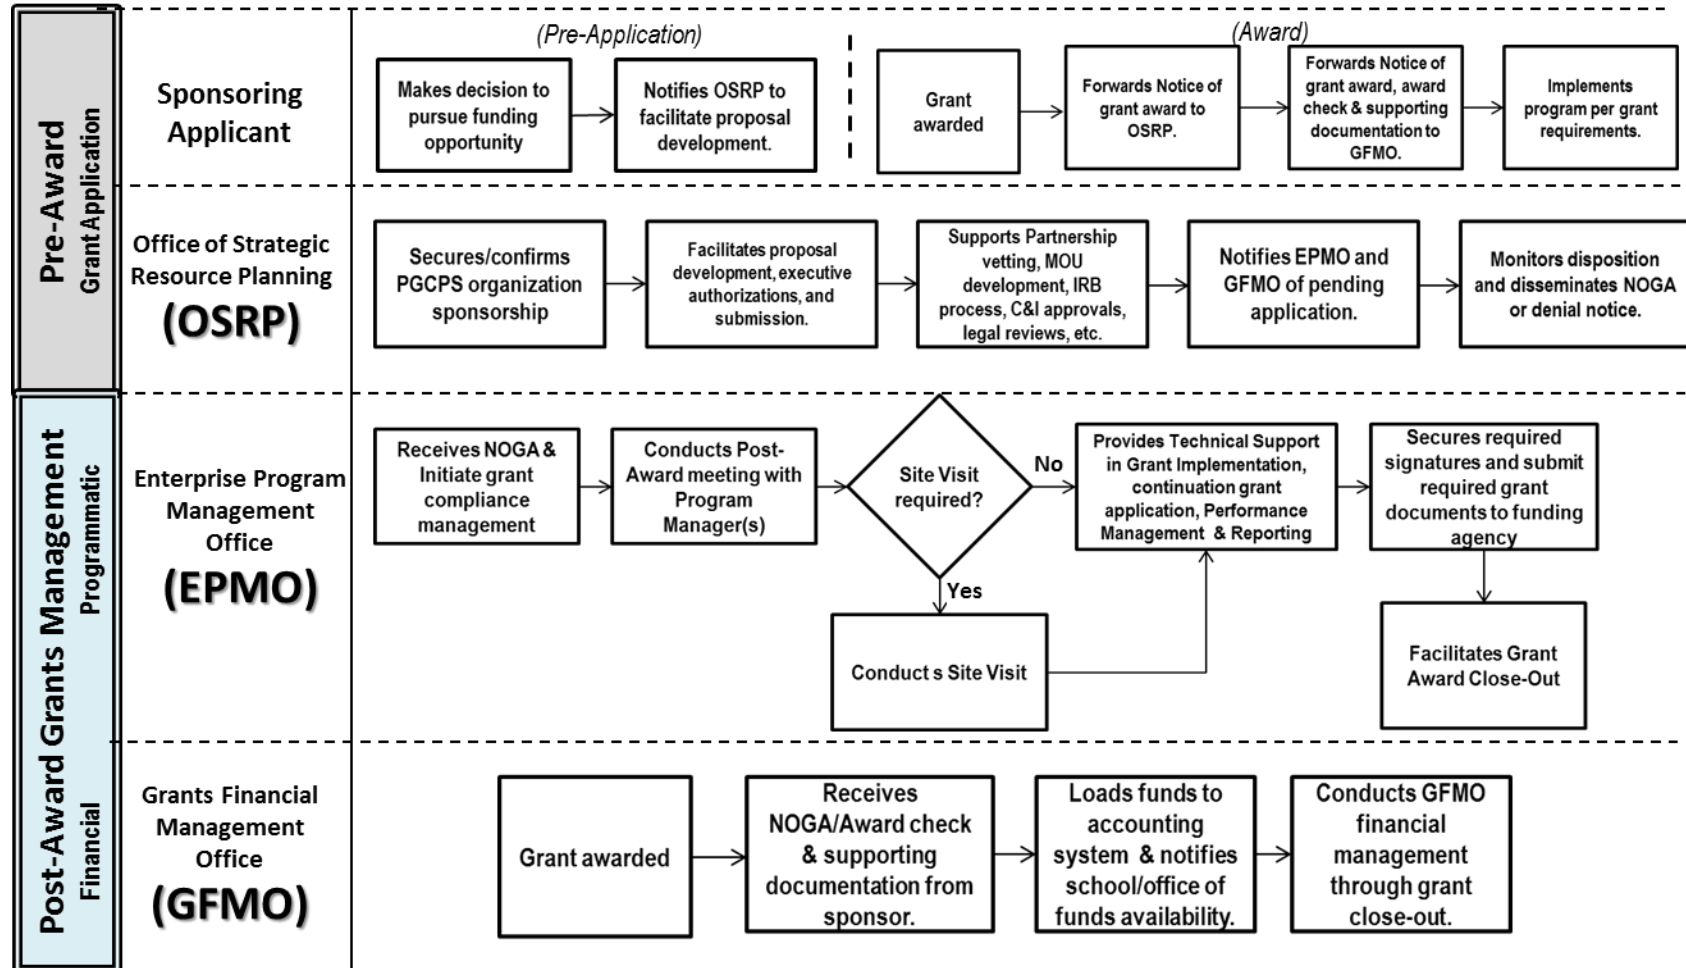 Pre-Award
Grant Application
Sponsoring
Applicant
(Pre-Application)
Makes decision to
pursue funding
opportunity
Notifies OSRP to
facilitate proposal
development.
(Award)
Grant
awarded
Forwards Notice of
grant award to
OSRP.
Forwards Notice of
grant award, award
check & supporting
documentation to
GFMO.
Implements
program per grant
requirements.
Office of Strategic
Resource Planning
(OSRP)
Secures/confirms
PGCPS organization
sponsorship
Facilitates proposal
development, executive
authorizations, and
submission.
Supports Partnership
vetting, MOU
development, IRB
process, C&I approvals,
legal reviews, etc.
Notifies EPMO and
GFMO of pending
application.
Monitors disposition
and disseminates NOGA
or denial notice.
Post-Award Grants Management
Programmatic
Enterprise Program
Management
Office
(EPMO)
Receives NOGA &
Initiate grant
compliance
management
Conducts Post-
Award meeting with
Program
Manager(s)
Site Visit
required?
No
Yes
Conduct s Site Visit
Provides Technical Support
in Grant Implementation,
continuation grant
application, Performance
Management & Reporting
Secures required
signatures and submit
required grant
documents to funding
agency
Facilitates Grant
Award Close-Out
Financial
Grants Financial
Management
Office
(GFMO)
Grant awarded
Receives
NOGA/Award check
& supporting
documentation from
sponsor.
Loads funds to
accounting
system & notifies
school/office of
funds availability.
Conducts GFMO
financial
management
through grant
close-out.